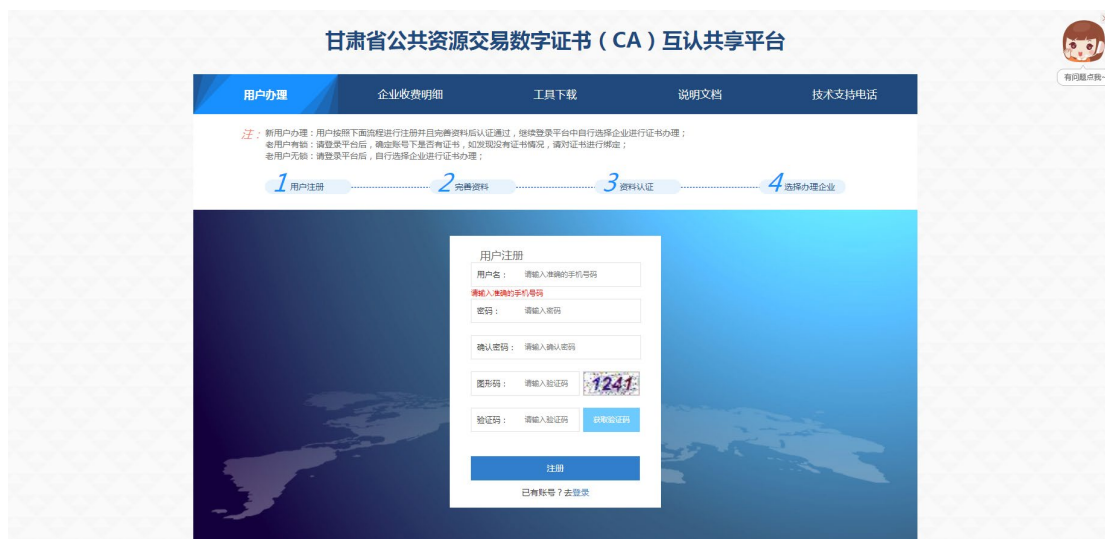 甘肃省公共资源交易数字证书（CA）互认共享平台
有问题点我~
用户办理 企业收费明细 工具下载 说明文档 技术支持电话
注： 新用户办理：用户按照下面流程进行注册并且完善资料后认证通过，继续登录平台中自行选择企业进行证书办理；
老用户有锁：请登录平台后，确定账号下是否有证书，如发现没有证书情况，请对证书进行绑定；
老用户无锁：请登录平台后，自行选择企业进行证书办理；
1 用户注册 2 完善资料 3 资料认证 4 选择办理企业
用户注册
用户名： 请输入准确的手机号码
请输入准确的手机号码
密码： 请输入密码
确认密码： 请输入确认密码
图形码： 请输入验证码 1241
验证码： 请输入验证码 获取验证码
注册
已有账号？去登录